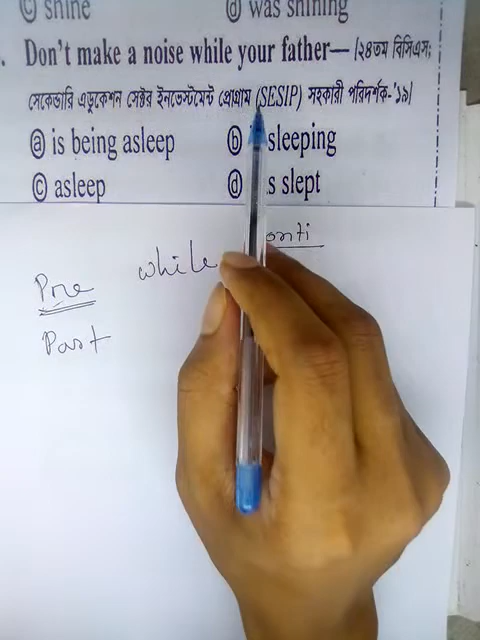 ⓒ shine ⓓ was shining
. Don't make a noise while your father— [২৪তম বিসিএস;
সেকেন্ডারি এডুকেশন সেক্টর ইনভেস্টমেন্ট প্রোগ্রাম (SESIP) সহকারী পরিদর্শক-'১৯]
ⓐ is being asleep ⓑ sleeping
ⓒ asleep ⓓ s slept
while onti
Pre
Past